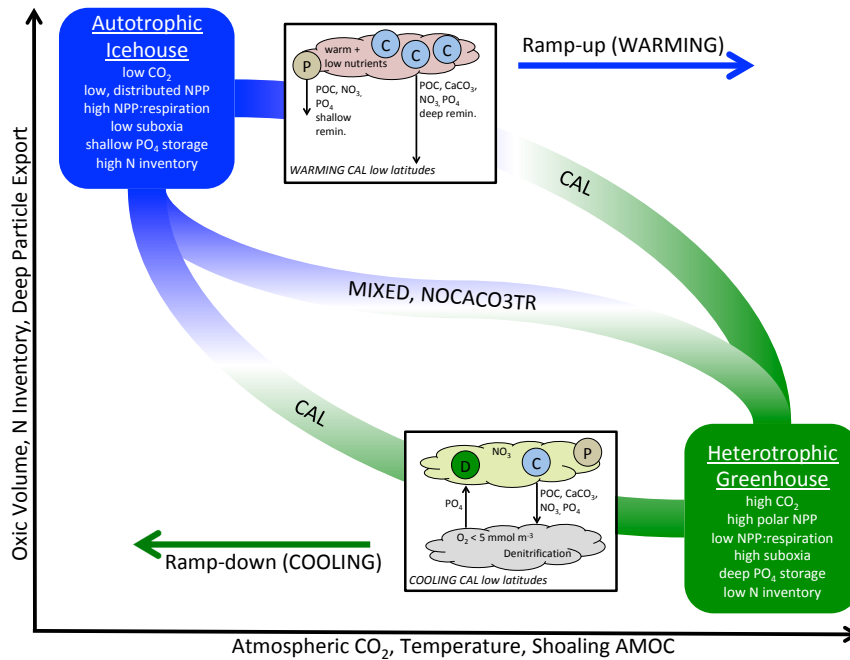 Autotrophic
Icehouse
low CO₂
low, distributed NPP
high NPP:respiration
low suboxia
shallow PO₄ storage
high N inventory
P
warm +
low nutrients
C
C
C
POC, NO₃,
PO₄
shallow
remin.
POC, CaCO₃,
NO₃, PO₄
deep remin.
WARMING CAL low latitudes
Ramp-up (WARMING)
CAL
MIXED, NOCACO3TR
CAL
NO₃
D
C
P
PO₄
POC, CaCO₃,
NO₃, PO₄
O₂ < 5 mmol m⁻³
Denitrification
COOLING CAL low latitudes
Ramp-down (COOLING)
Heterotrophic
Greenhouse
high CO₂
high polar NPP
low NPP:respiration
high suboxia
deep PO₄ storage
low N inventory
Oxic Volume, N Inventory, Deep Particle Export
Atmospheric CO₂, Temperature, Shoaling AMOC